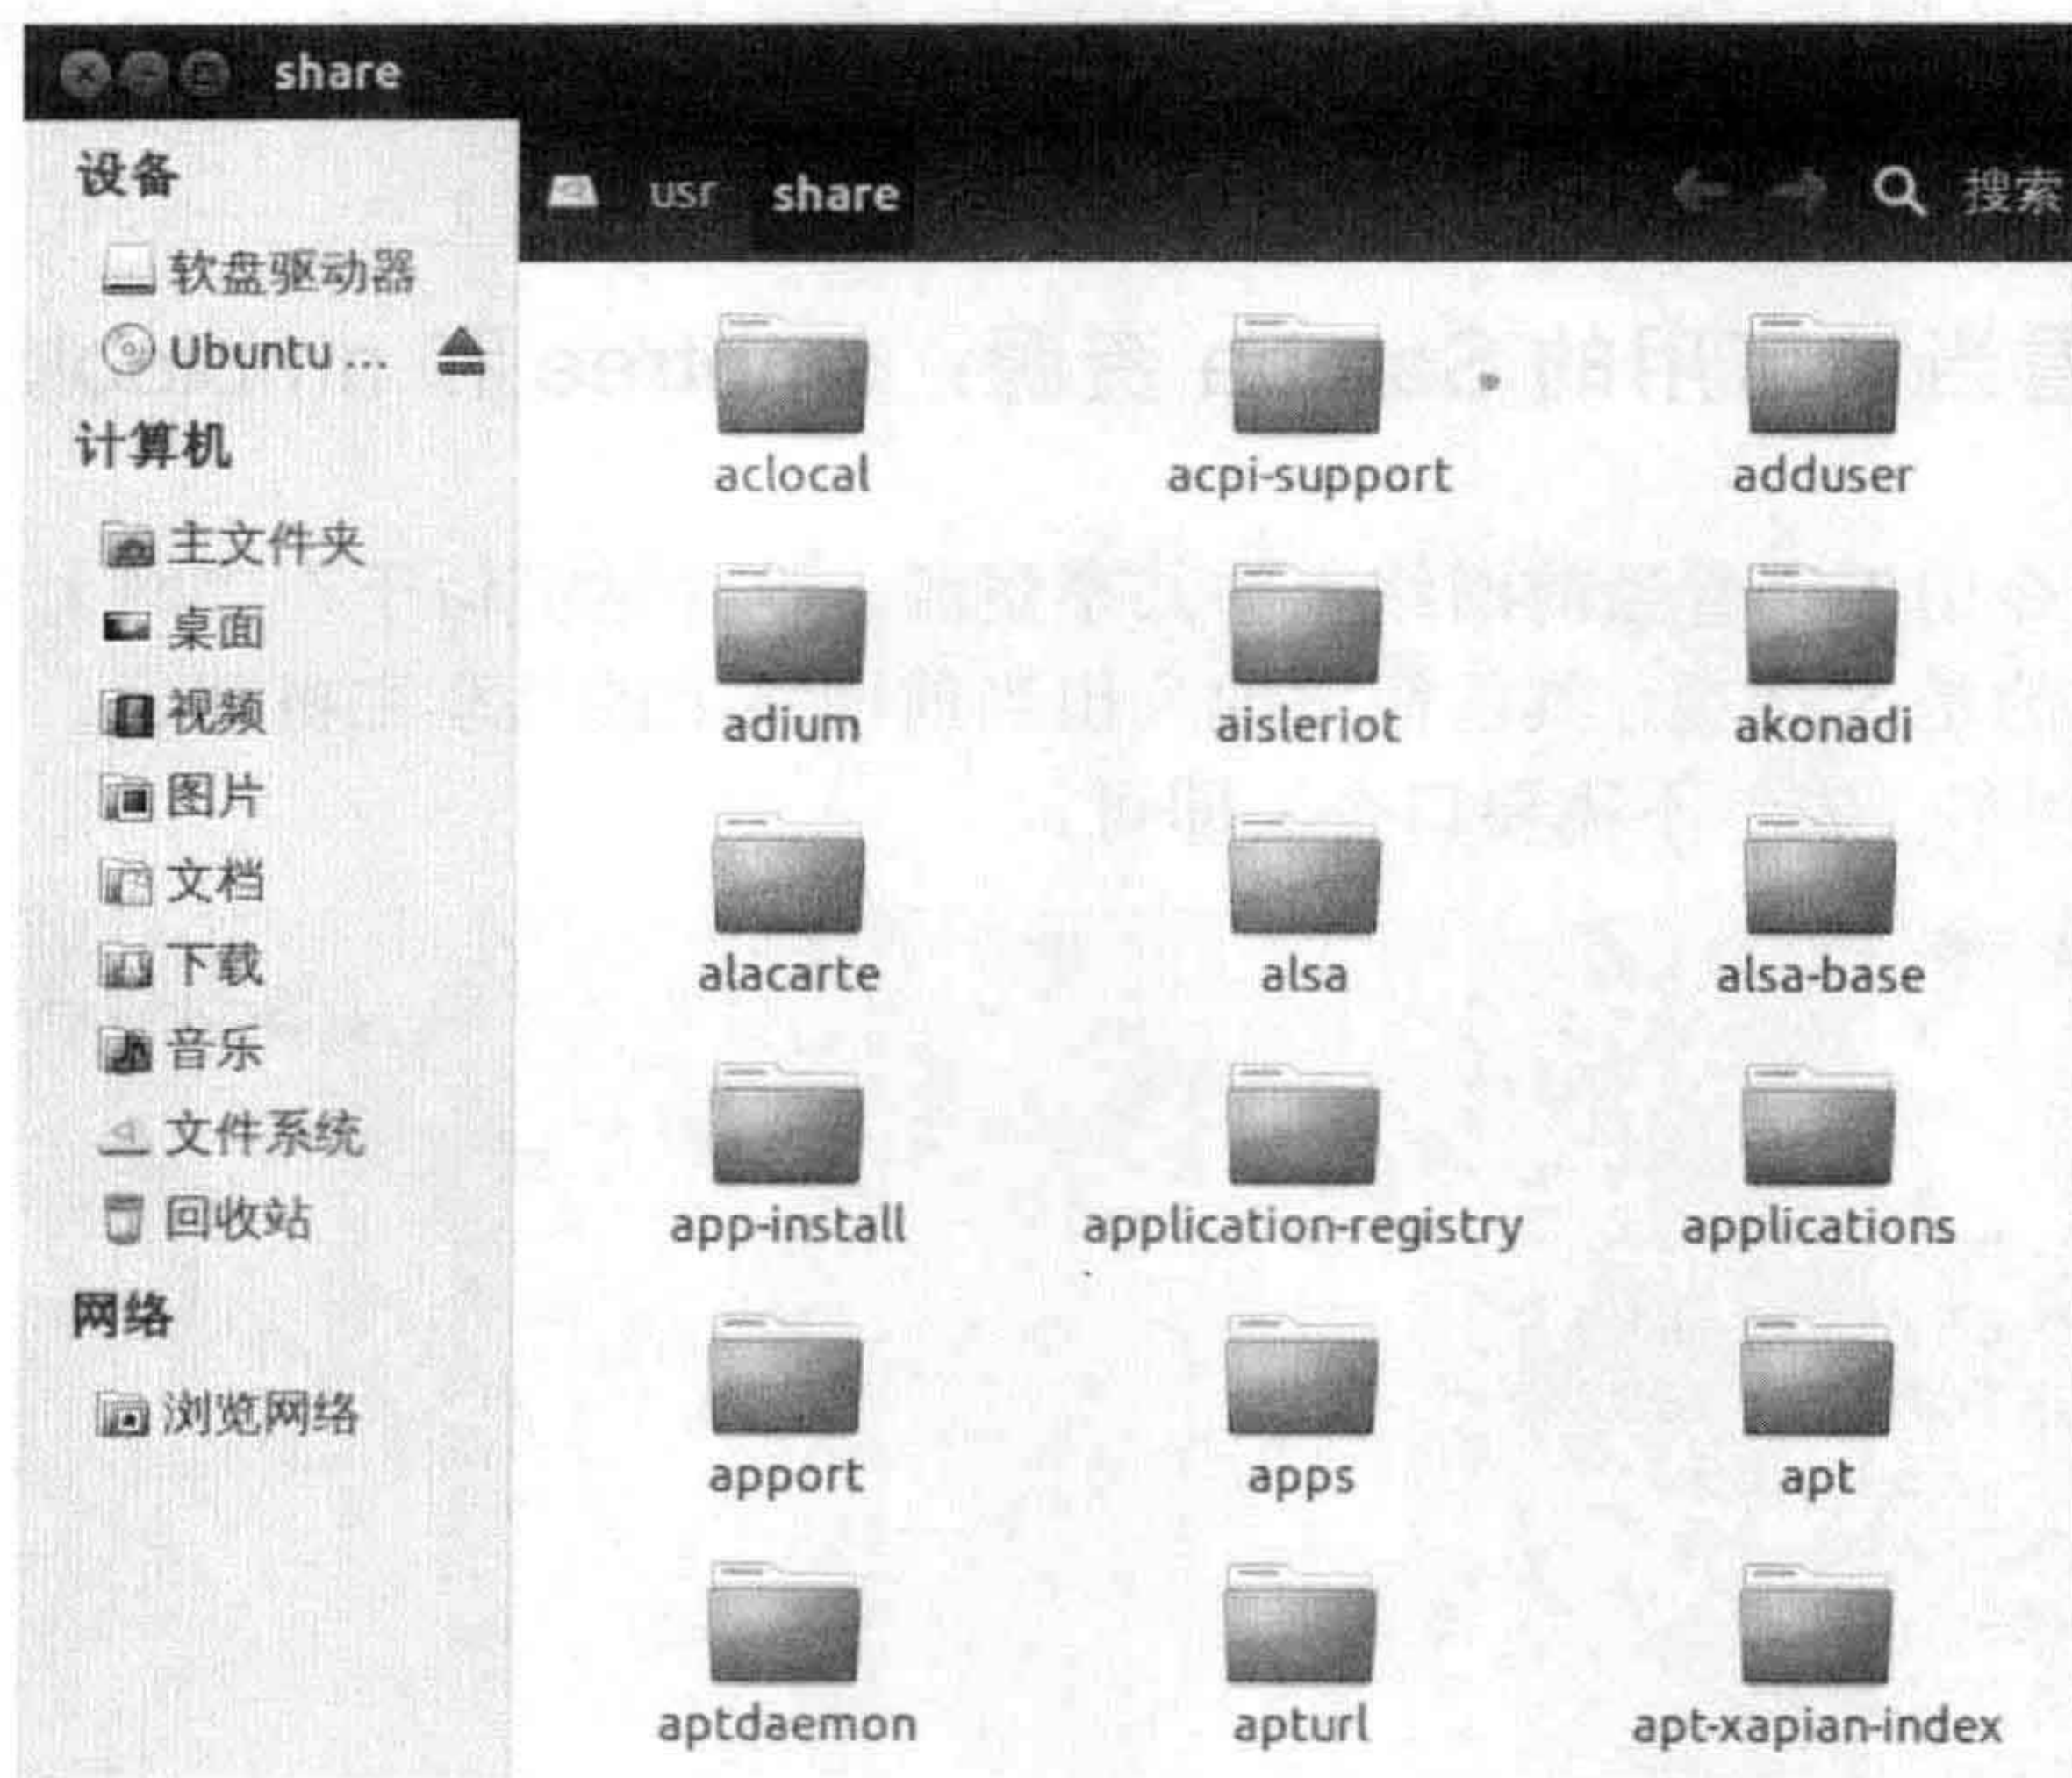 share
设备
软盘驱动器
Ubuntu ...
计算机
主文件夹
桌面
视频
图片
文档
下载
音乐
文件系统
回收站
网络
浏览网络
usr share 搜索
aclocal acpi-support adduser
adium aisleriot akonadi
alacarte alsa alsa-base
app-install application-registry applications
apport apps apt
aptdaemon apturl apt-xapian-index